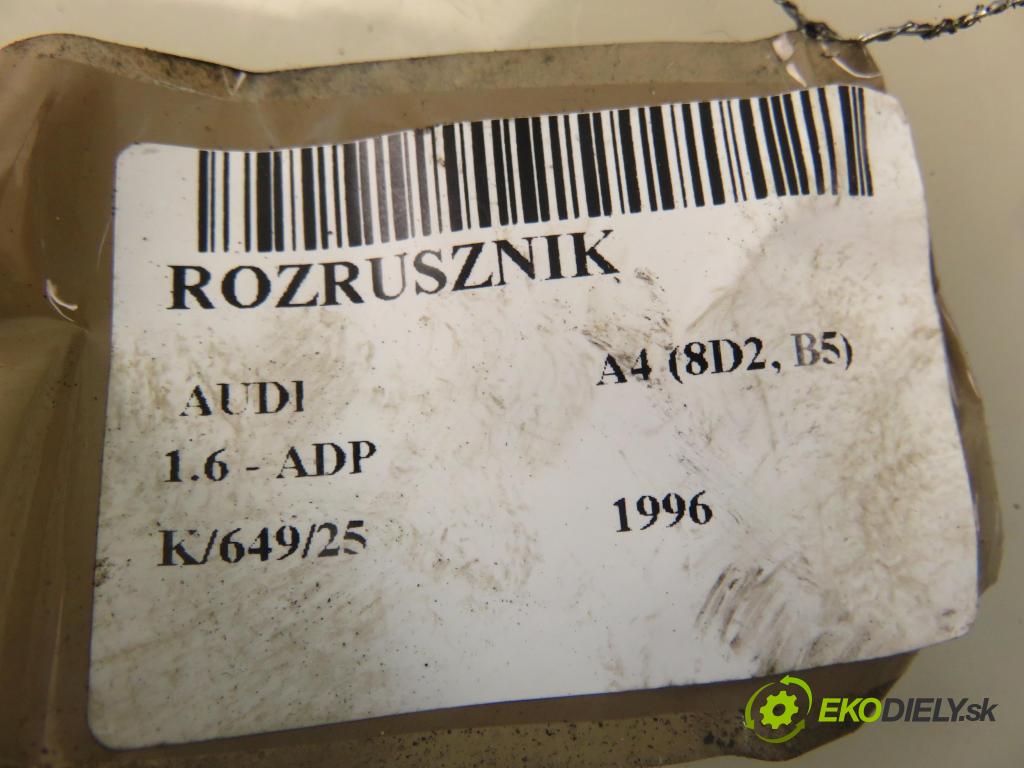 ROZRUSZNIK
AUDI A4 (8D2, B5)
1.6 - ADP
K/649/25 1996
EKODIELY.sk